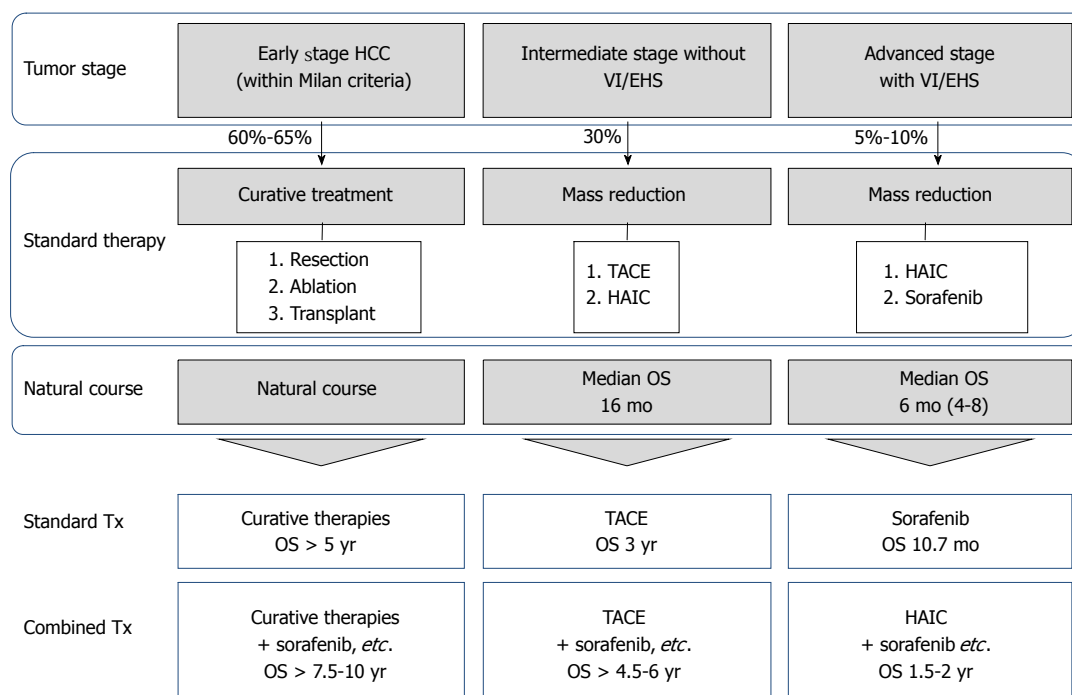 Tumor stage
Early stage HCC
(within Milan criteria)
Intermediate stage without
VI/EHS
Advanced stage
with VI/EHS
60%-65%
30%
5%-10%
Standard therapy
Curative treatment
Mass reduction
Mass reduction
1. Resection
2. Ablation
3. Transplant
1. TACE
2. HAIC
1. HAIC
2. Sorafenib
Natural course
Natural course
Median OS
16 mo
Median OS
6 mo (4-8)
Standard Tx
Curative therapies
OS > 5 yr
TACE
OS 3 yr
Sorafenib
OS 10.7 mo
Combined Tx
Curative therapies
+ sorafenib, etc.
OS > 7.5-10 yr
TACE
+ sorafenib, etc.
OS > 4.5-6 yr
HAIC
+ sorafenib etc.
OS 1.5-2 yr